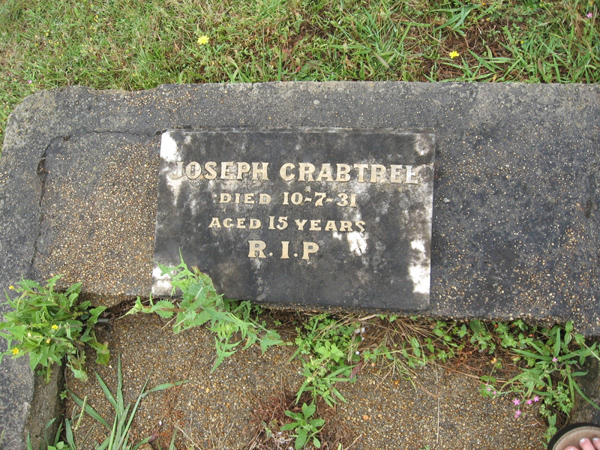 JOSEPH CRABTREE
DIED 10-7-31
AGED 15 YEARS
R.I.P